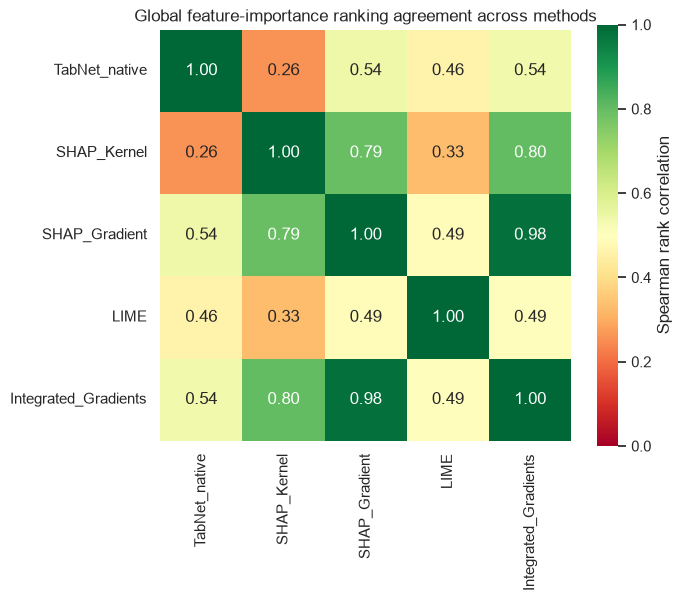 Global feature-importance ranking agreement across methods
TabNet_native 1.00 0.26 0.54 0.46 0.54
SHAP_Kernel 0.26 1.00 0.79 0.33 0.80
SHAP_Gradient 0.54 0.79 1.00 0.49 0.98
LIME 0.46 0.33 0.49 1.00 0.49
Integrated_Gradients 0.54 0.80 0.98 0.49 1.00
TabNet_native
SHAP_Kernel
SHAP_Gradient
LIME
Integrated_Gradients
1.0
0.8
0.6
0.4
0.2
0.0
Spearman rank correlation